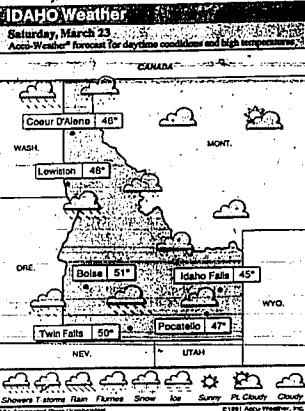 IDAHO Weather
Saturday, March 23
Accu-Weather® forecast for daytime conditions and high temperatures
CANADA
Coeur D'Alene 46°
WASH.
MONT.
Lewiston 48°
ORE.
Boise 51°
Idaho Falls 45°
WYO.
Twin Falls 50°
Pocatello 47°
NEV.
UTAH
Showers T-storms Rain Flurries Snow Ice Sunny Pt. Cloudy Cloudy
©1991 Accu-Weather, Inc.